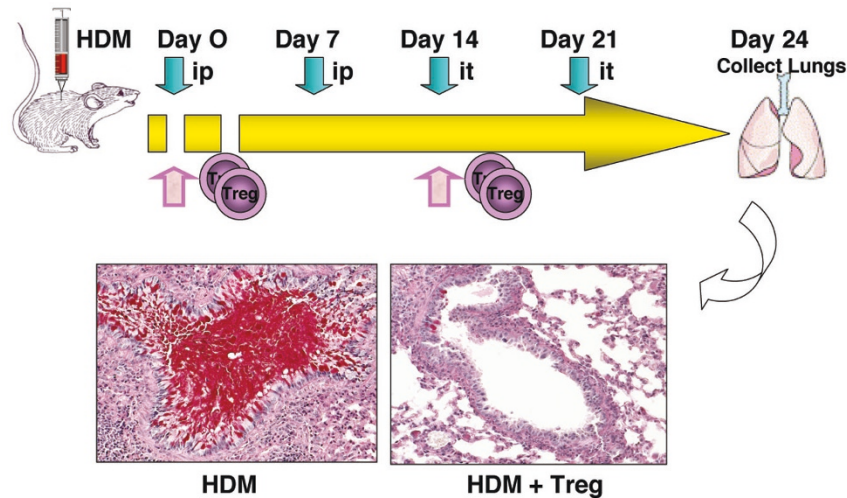 HDM
Day O
Day 7
Day 14
Day 21
Day 24
Collect Lungs
ip
ip
it
it
Treg
Treg
HDM
HDM + Treg